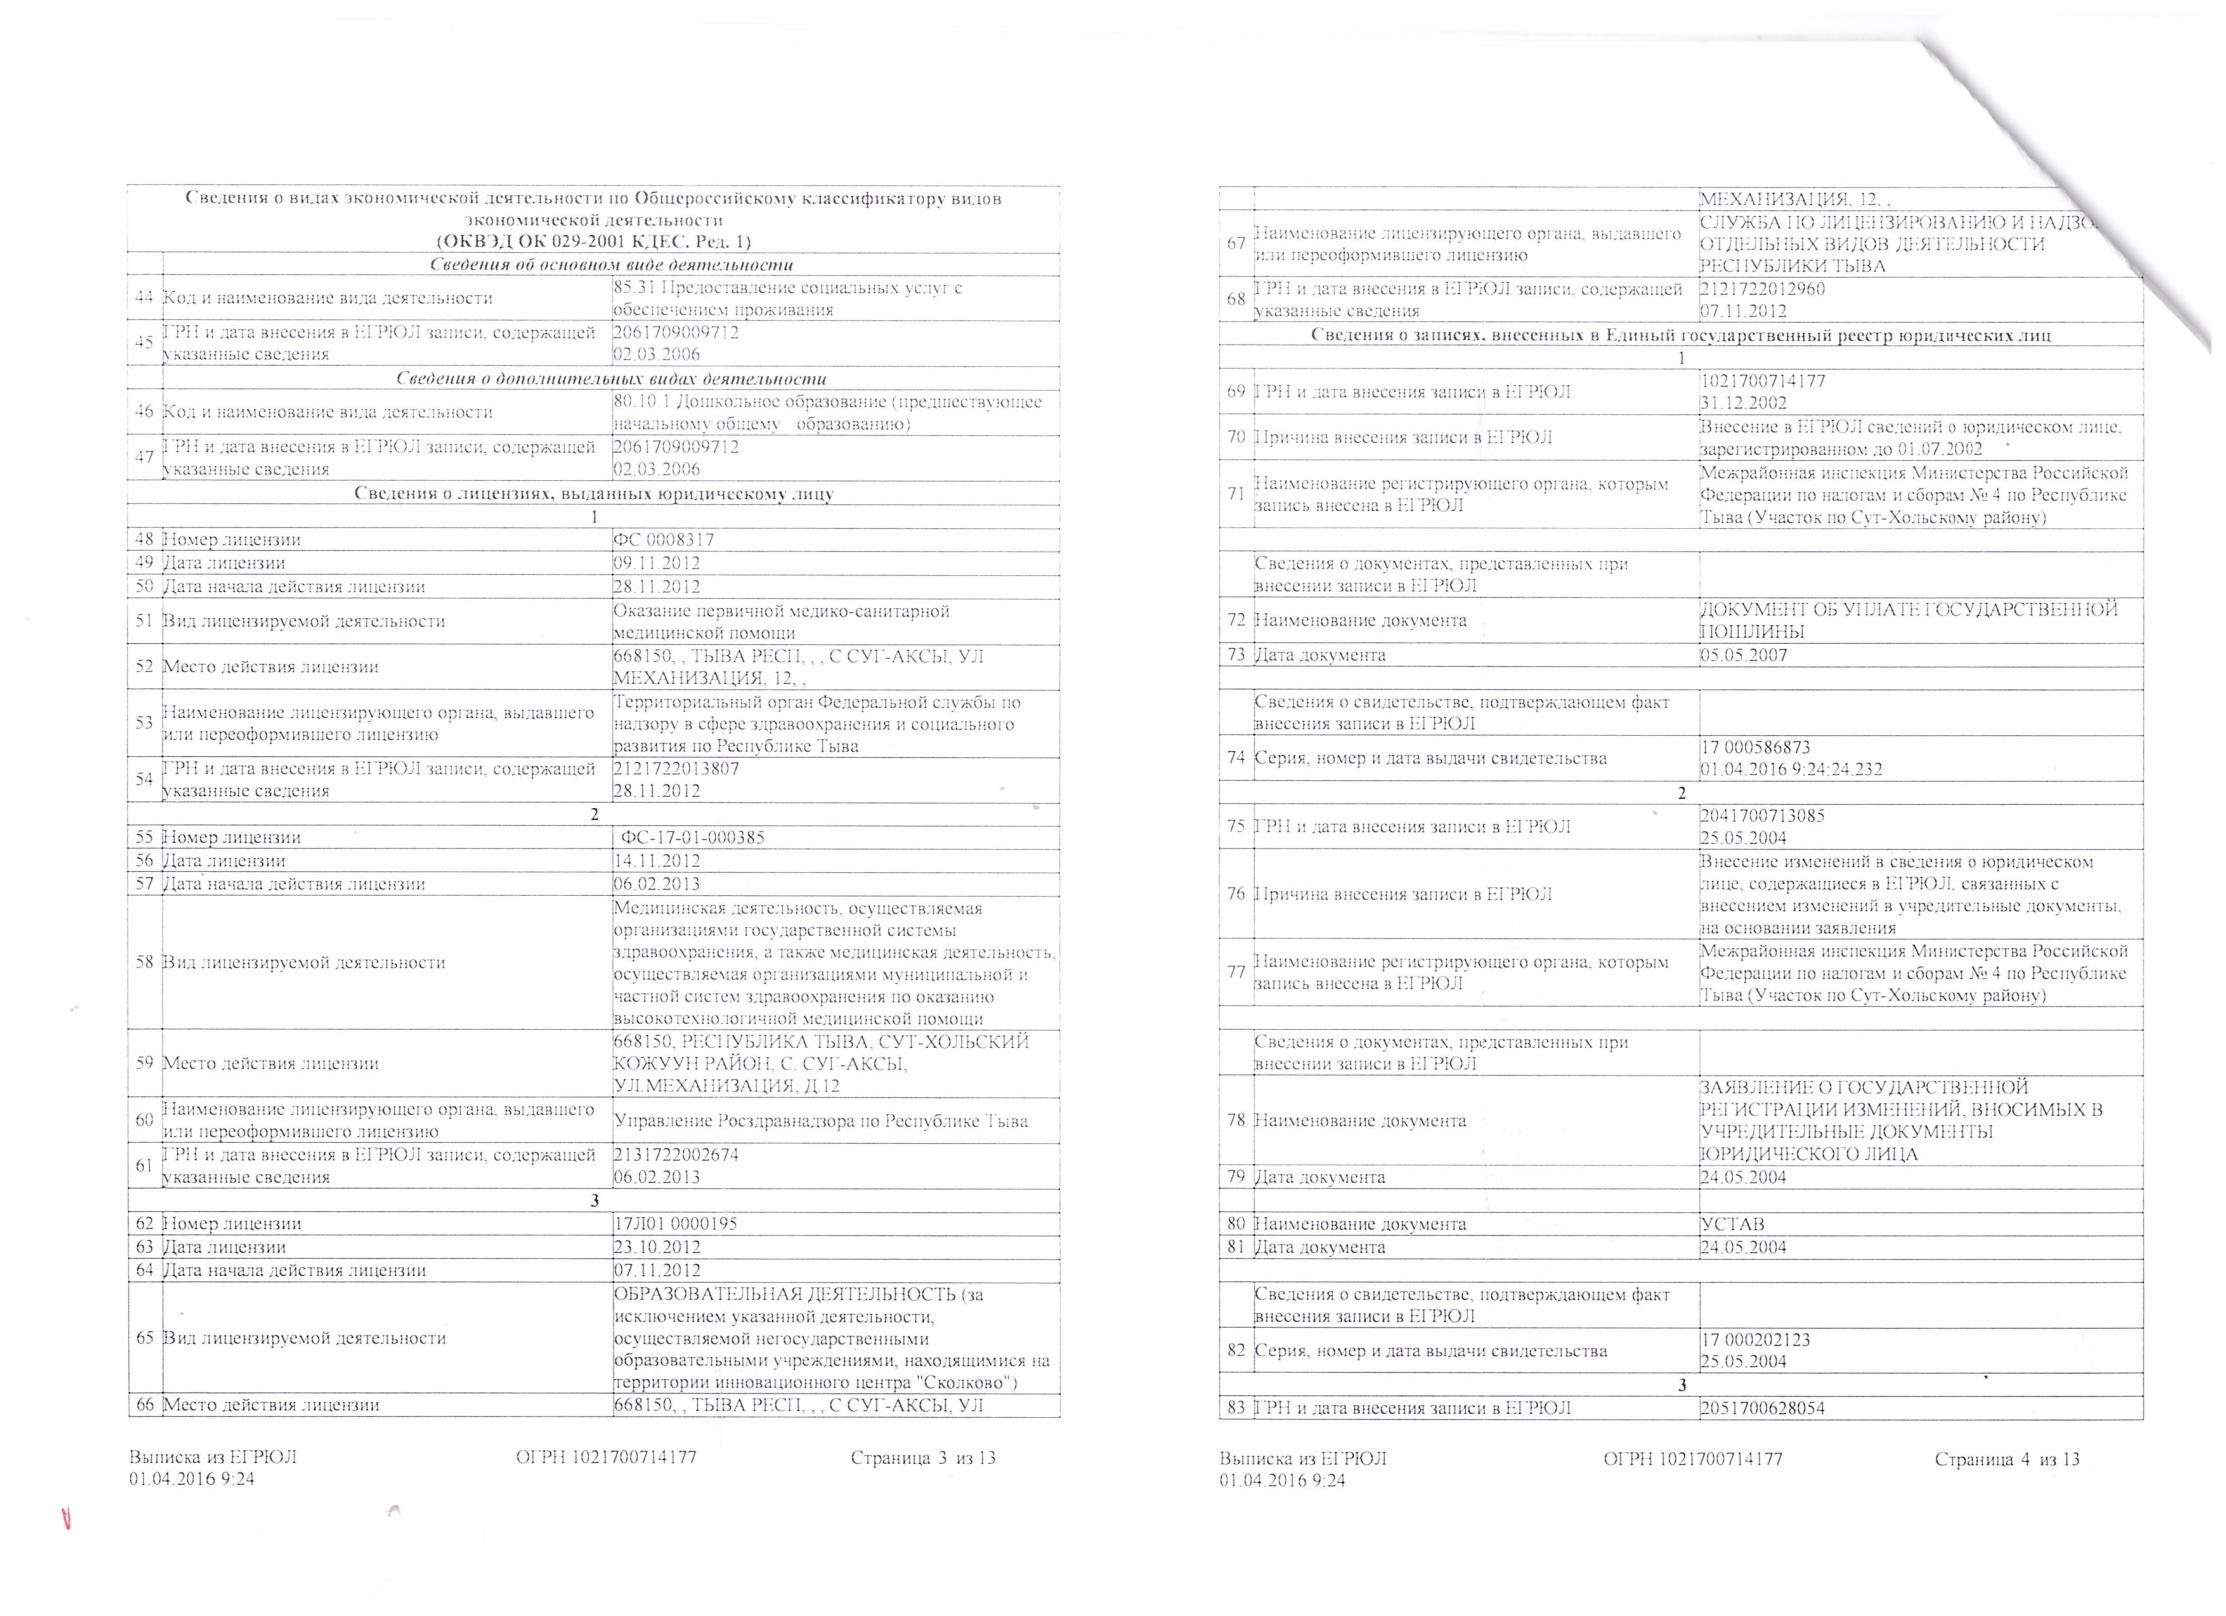 Сведения о видах экономической деятельности по Общероссийскому классификатору видов
экономической деятельности
(ОКВЭД ОК 029-2001 КДЕС. Ред. 1)
Сведения об основном виде деятельности
44 Код и наименование вида деятельности
85.31 Предоставление социальных услуг с
обеспечением проживания
45 ГРН и дата внесения в ЕГРЮЛ записи, содержащей
указанные сведения
2061709009712
02.03.2006
Сведения о дополнительных видах деятельности
46 Код и наименование вида деятельности
80.10.1 Дошкольное образование (предшествующее
начальному общему образованию)
47 ГРН и дата внесения в ЕГРЮЛ записи, содержащей
указанные сведения
2061709009712
02.03.2006
Сведения о лицензиях, выданных юридическому лицу
1
48 Номер лицензии ФС 0008317
49 Дата лицензии 09.11.2012
50 Дата начала действия лицензии 28.11.2012
51 Вид лицензируемой деятельности
Оказание первичной медико-санитарной
медицинской помощи
52 Место действия лицензии
668150, , ТЫВА РЕСП, , , С СУГ-АКСЫ, УЛ
МЕХАНИЗАЦИЯ, 12, ,
53 Наименование лицензирующего органа, выдавшего
или переоформившего лицензию
Территориальный орган Федеральной службы по
надзору в сфере здравоохранения и социального
развития по Республике Тыва
54 ГРН и дата внесения в ЕГРЮЛ записи, содержащей
указанные сведения
2121722013807
28.11.2012
2
55 Номер лицензии ФС-17-01-000385
56 Дата лицензии 14.11.2012
57 Дата начала действия лицензии 06.02.2013
58 Вид лицензируемой деятельности
Медицинская деятельность, осуществляемая
организациями государственной системы
здравоохранения, а также медицинская деятельность,
осуществляемая организациями муниципальной и
частной систем здравоохранения по оказанию
высокотехнологичной медицинской помощи
59 Место действия лицензии
668150, РЕСПУБЛИКА ТЫВА, СУТ-ХОЛЬСКИЙ
КОЖУУН РАЙОН, С. СУГ-АКСЫ,
УЛ.МЕХАНИЗАЦИЯ, Д.12
60 Наименование лицензирующего органа, выдавшего
или переоформившего лицензию
Управление Росздравнадзора по Республике Тыва
61 ГРН и дата внесения в ЕГРЮЛ записи, содержащей
указанные сведения
2131722002674
06.02.2013
3
62 Номер лицензии 17Л01 0000195
63 Дата лицензии 23.10.2012
64 Дата начала действия лицензии 07.11.2012
65 Вид лицензируемой деятельности
ОБРАЗОВАТЕЛЬНАЯ ДЕЯТЕЛЬНОСТЬ (за
исключением указанной деятельности,
осуществляемой негосударственными
образовательными учреждениями, находящимися на
территории инновационного центра "Сколково")
66 Место действия лицензии 668150, , ТЫВА РЕСП, , , С СУГ-АКСЫ, УЛ
Выписка из ЕГРЮЛ ОГРН 1021700714177 Страница 3 из 13
01.04.2016 9:24
МЕХАНИЗАЦИЯ, 12, ,
67 Наименование лицензирующего органа, выдавшего
или переоформившего лицензию
СЛУЖБА ПО ЛИЦЕНЗИРОВАНИЮ И
ОТДЕЛЬНЫХ ВИДОВ ДЕЯТЕЛЬНОСТИ
РЕСПУБЛИКИ ТЫВА
68 ГРН и дата внесения в ЕГРЮЛ записи, содержащей
указанные сведения
2121722012960
07.11.2012
Сведения о записях, внесенных в Единый государственный реестр юридических лиц
1
69 ГРН и дата внесения записи в ЕГРЮЛ
1021700714177
31.12.2002
70 Причина внесения записи в ЕГРЮЛ
Внесение в ЕГРЮЛ сведений о юридическом лице,
зарегистрированном до 01.07.2002
71 Наименование регистрирующего органа, которым
запись внесена в ЕГРЮЛ
Межрайонная инспекция Министерства Российской
Федерации по налогам и сборам № 4 по Республике
Тыва (Участок по Сут-Хольскому району)
Сведения о документах, представленных при
внесении записи в ЕГРЮЛ
72 Наименование документа
ДОКУМЕНТ ОБ УПЛАТЕ ГОСУДАРСТВЕННОЙ
ПОШЛИНЫ
73 Дата документа 05.05.2007
Сведения о свидетельстве, подтверждающем факт
внесения записи в ЕГРЮЛ
74 Серия, номер и дата выдачи свидетельства
17 000586873
01.04.2016 9:24:24.232
2
75 ГРН и дата внесения записи в ЕГРЮЛ
2041700713085
25.05.2004
76 Причина внесения записи в ЕГРЮЛ
Внесение изменений в сведения о юридическом
лице, содержащиеся в ЕГРЮЛ, связанных с
внесением изменений в учредительные документы,
на основании заявления
77 Наименование регистрирующего органа, которым
запись внесена в ЕГРЮЛ
Межрайонная инспекция Министерства Российской
Федерации по налогам и сборам № 4 по Республике
Тыва (Участок по Сут-Хольскому району)
Сведения о документах, представленных при
внесении записи в ЕГРЮЛ
78 Наименование документа
ЗАЯВЛЕНИЕ О ГОСУДАРСТВЕННОЙ
РЕГИСТРАЦИИ ИЗМЕНЕНИЙ, ВНОСИМЫХ В
УЧРЕДИТЕЛЬНЫЕ ДОКУМЕНТЫ
ЮРИДИЧЕСКОГО ЛИЦА
79 Дата документа 24.05.2004
80 Наименование документа УСТАВ
81 Дата документа 24.05.2004
Сведения о свидетельстве, подтверждающем факт
внесения записи в ЕГРЮЛ
82 Серия, номер и дата выдачи свидетельства
17 000202123
25.05.2004
3
83 ГРН и дата внесения записи в ЕГРЮЛ 2051700628054
Выписка из ЕГРЮЛ ОГРН 1021700714177 Страница 4 из 13
01.04.2016 9:24